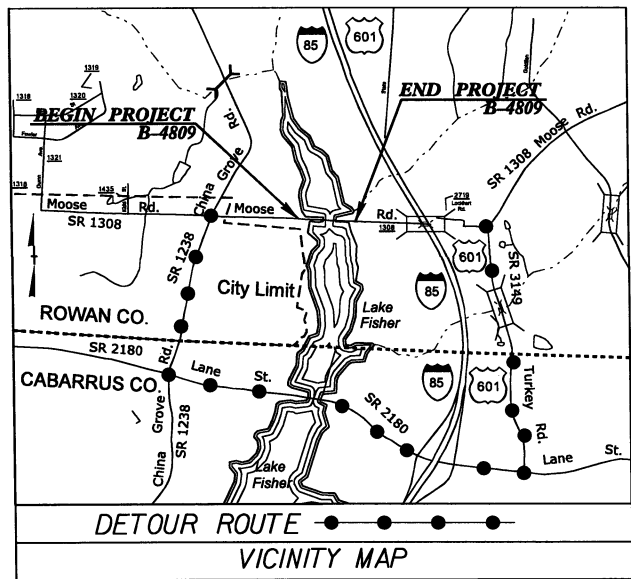 1319
1318
1320
85
601
BEGIN PROJECT
B-4809
END PROJECT
B-4809
1321
China Grove Rd.
SR 1308 Moose Rd.
1318
1435
2719
Lockhart
Rd.
Moose Rd.
SR 1308
Moose Rd.
1308
SR 1238
601
SR 3149
City Limit
85
ROWAN CO.
Lake
Fisher
SR 2180
Lane St.
CABARRUS CO.
China Grove Rd.
SR 1238
85
601
SR 2180
Turkey Rd.
Lane St.
Lake
Fisher
DETOUR ROUTE
VICINITY MAP